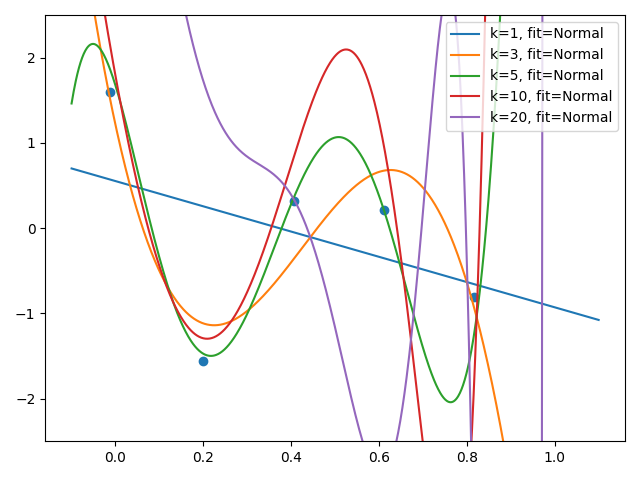 k=1, fit=Normal
k=3, fit=Normal
k=5, fit=Normal
k=10, fit=Normal
k=20, fit=Normal
2
1
0
−1
−2
0.0 0.2 0.4 0.6 0.8 1.0